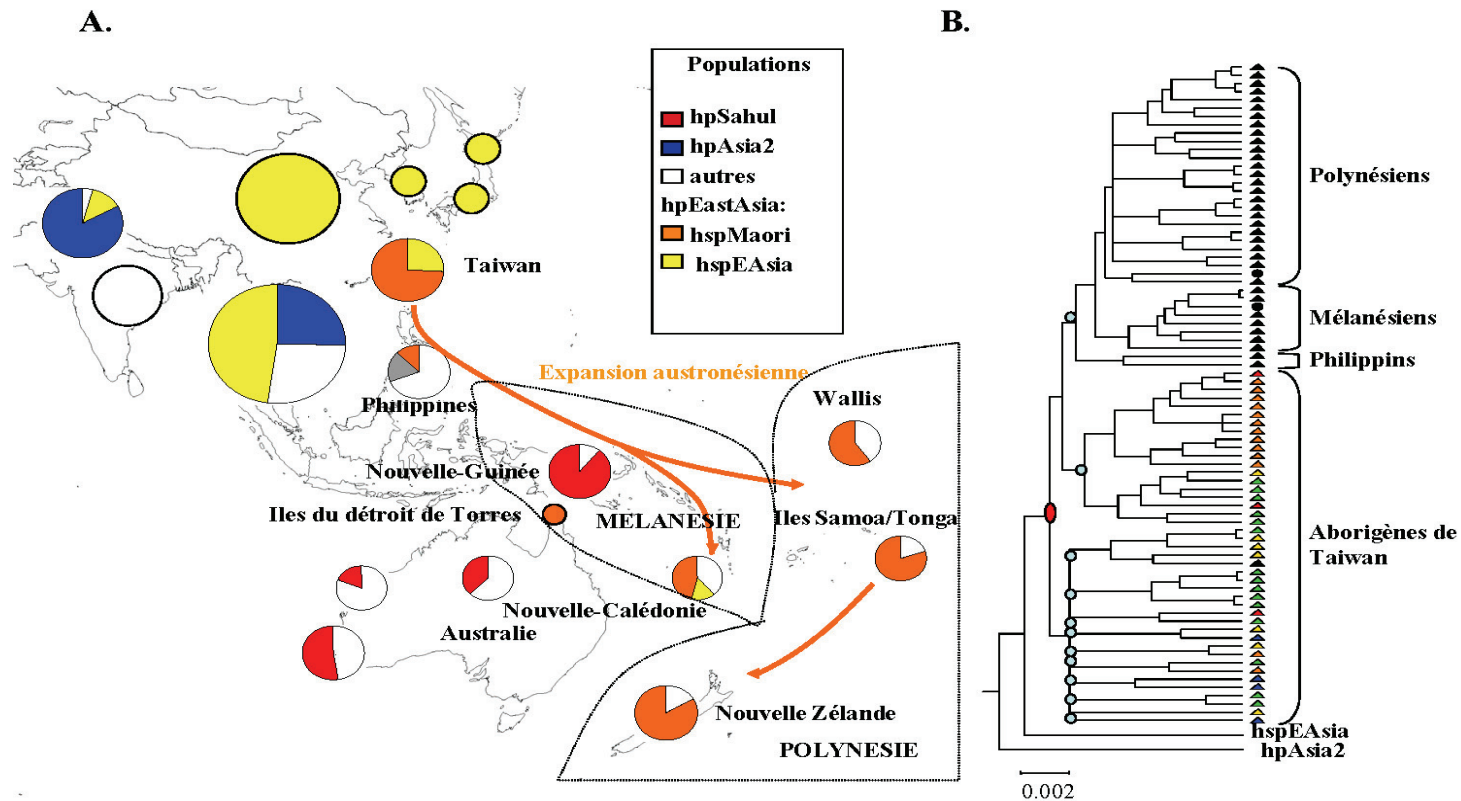 A.
Populations
hpSahul
hpAsia2
autres
hpEastAsia:
hspMaori
hspEAsia
Taiwan
Expansion austronésienne
Philippines
Wallis
Nouvelle-Guinée
Iles du détroit de Torres
MELANESIE
Iles Samoa/Tonga
Nouvelle-Calédonie
Australie
Nouvelle Zélande
POLYNESIE
B.
Polynésiens
Mélanésiens
Philippins
Aborigènes de
Taiwan
hspEAsia
hpAsia2
0.002